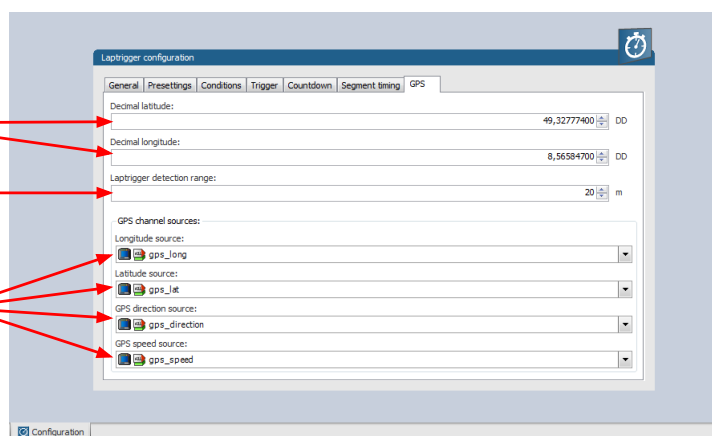 Laptrigger configuration
General Presettings Conditions Trigger Countdown Segment timing GPS
Decimal latitude:
49,32777400 DD
Decimal longitude:
8,56584700 DD
Laptrigger detection range:
20 m
GPS channel sources:
Longitude source:
gps_long
Latitude source:
gps_lat
GPS direction source:
gps_direction
GPS speed source:
gps_speed
Configuration